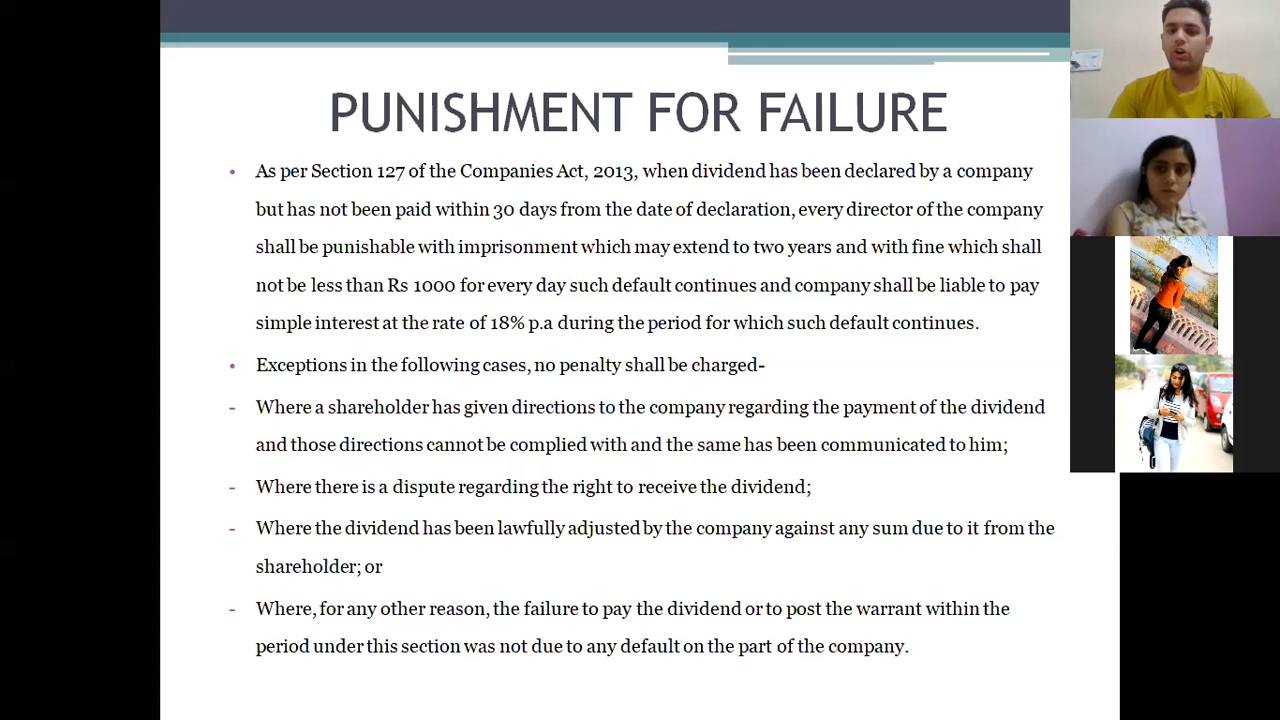 PUNISHMENT FOR FAILURE
• As per Section 127 of the Companies Act, 2013, when dividend has been declared by a company
but has not been paid within 30 days from the date of declaration, every director of the company
shall be punishable with imprisonment which may extend to two years and with fine which shall
not be less than Rs 1000 for every day such default continues and company shall be liable to pay
simple interest at the rate of 18% p.a during the period for which such default continues.
• Exceptions in the following cases, no penalty shall be charged-
- Where a shareholder has given directions to the company regarding the payment of the dividend
and those directions cannot be complied with and the same has been communicated to him;
- Where there is a dispute regarding the right to receive the dividend;
- Where the dividend has been lawfully adjusted by the company against any sum due to it from the
shareholder; or
- Where, for any other reason, the failure to pay the dividend or to post the warrant within the
period under this section was not due to any default on the part of the company.